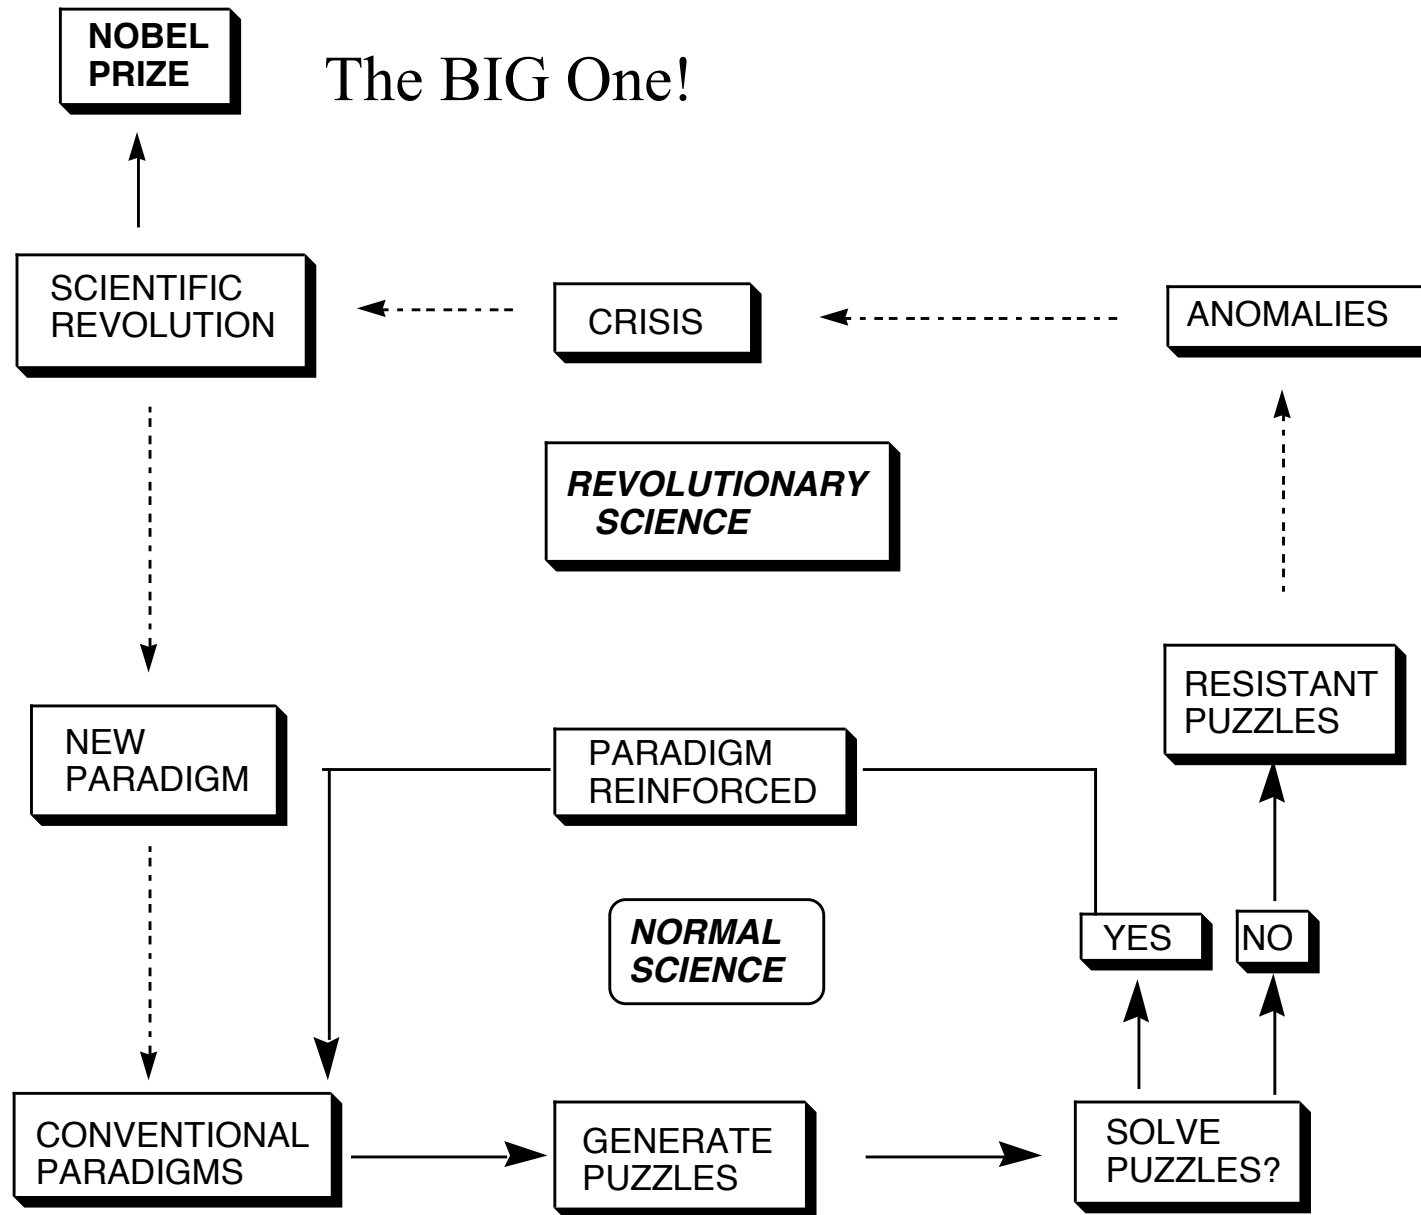 NOBEL
PRIZE
The BIG One!
SCIENTIFIC
REVOLUTION
CRISIS
ANOMALIES
REVOLUTIONARY
SCIENCE
RESISTANT
PUZZLES
NEW
PARADIGM
PARADIGM
REINFORCED
NORMAL
SCIENCE
YES
NO
CONVENTIONAL
PARADIGMS
GENERATE
PUZZLES
SOLVE
PUZZLES?